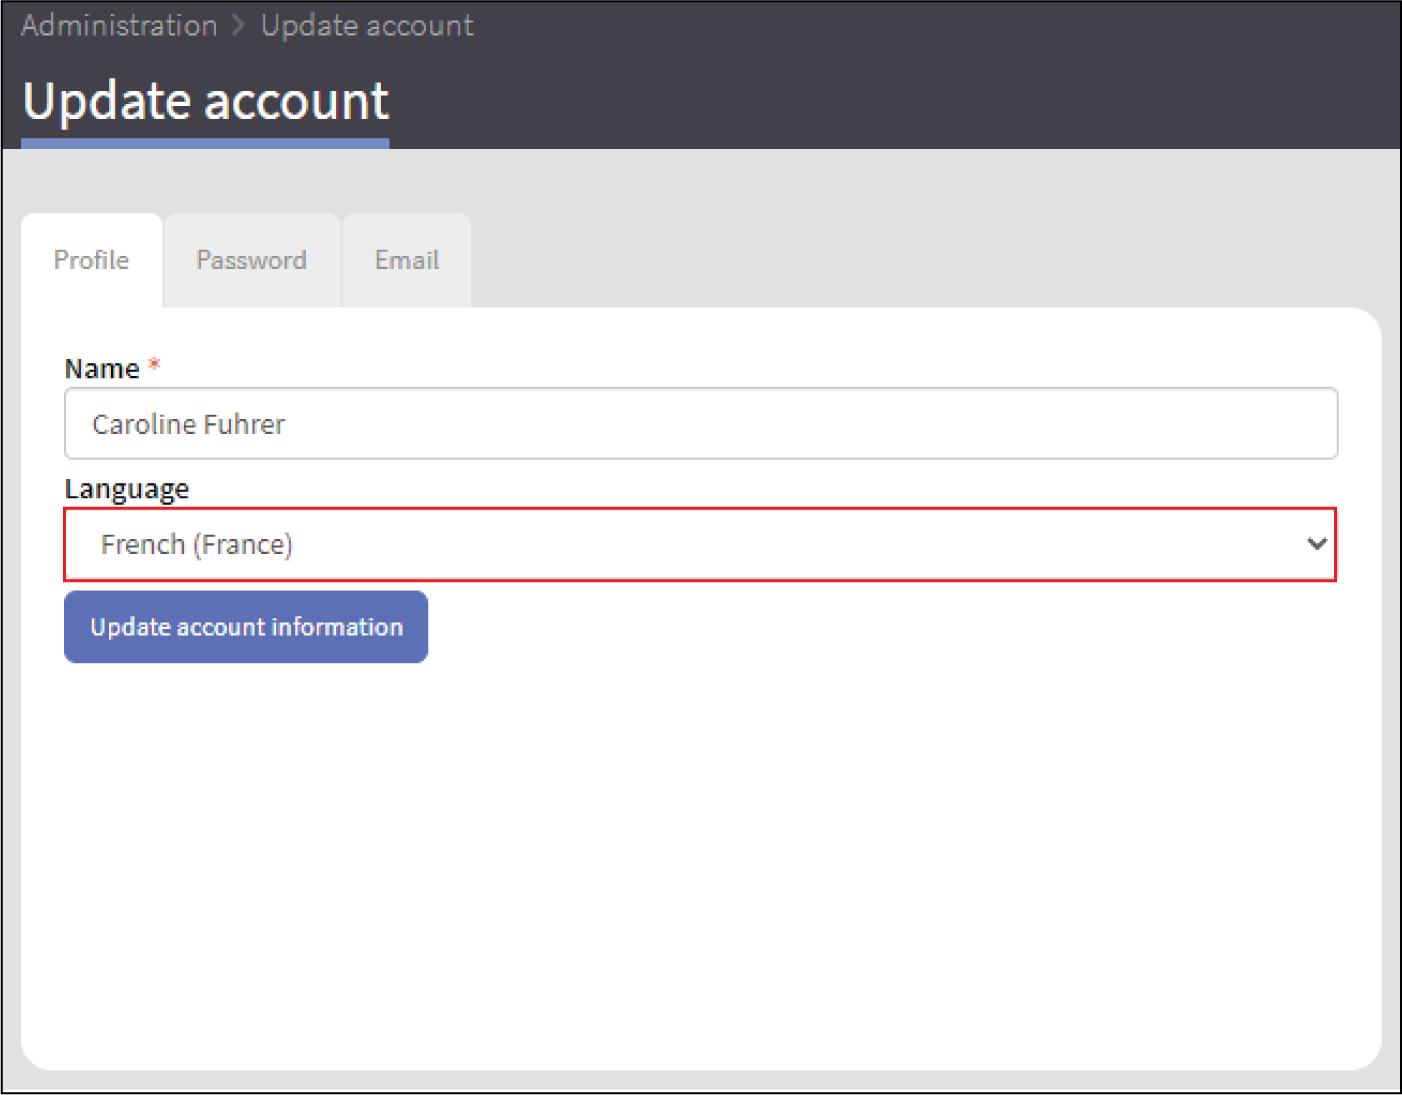 Administration > Update account
Update account
Profile Password Email
Name *
Caroline Fuhrer
Language
French (France)
Update account information